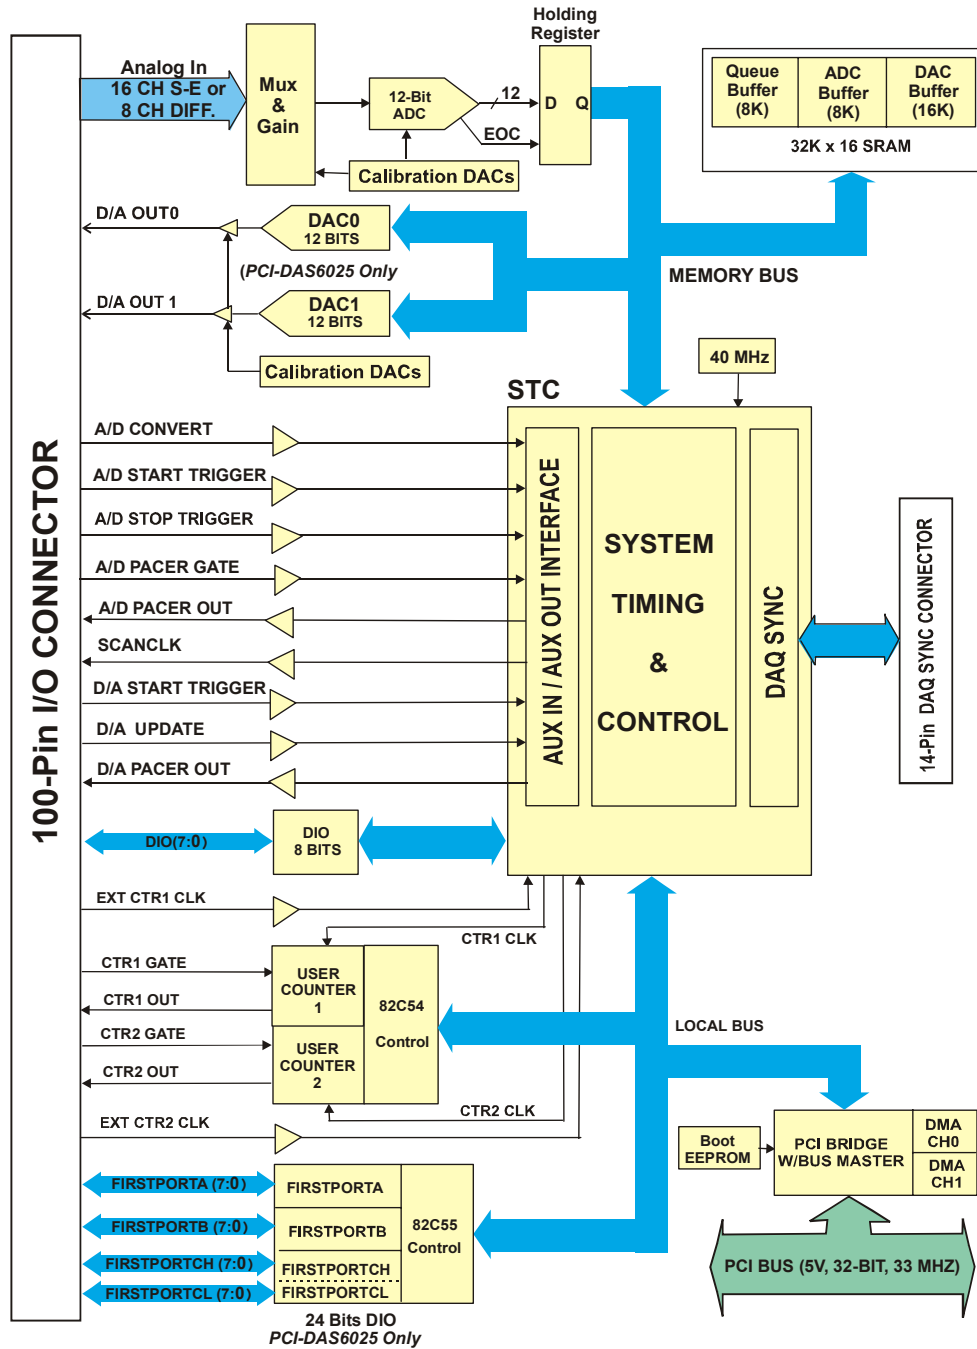 Holding
Register
Analog In
16 CH S-E or
8 CH DIFF.
Mux
&
Gain
12-Bit
ADC
12
EOC
D Q
Queue
Buffer
(8K)
ADC
Buffer
(8K)
DAC
Buffer
(16K)
32K x 16 SRAM
Calibration DACs
D/A OUT0
DAC0
12 BITS
(PCI-DAS6025 Only
D/A OUT 1
DAC1
12 BITS
Calibration DACs
MEMORY BUS
40 MHz
STC
100-Pin I/O CONNECTOR
A/D CONVERT
A/D START TRIGGER
A/D STOP TRIGGER
A/D PACER GATE
A/D PACER OUT
SCANCLK
D/A START TRIGGER
D/A UPDATE
D/A PACER OUT
AUX IN / AUX OUT INTERFACE
SYSTEM
TIMING
&
CONTROL
DAQ SYNC
14-Pin DAQ SYNC CONNECTOR
DIO(7:0)
DIO
8 BITS
EXT CTR1 CLK
CTR1 CLK
CTR1 GATE
CTR1 OUT
CTR2 GATE
CTR2 OUT
USER
COUNTER
1
USER
COUNTER
2
82C54
Control
LOCAL BUS
CTR2 CLK
EXT CTR2 CLK
Boot
EEPROM
PCI BRIDGE
W/BUS MASTER
DMA
CH0
DMA
CH1
FIRSTPORTA (7:0)
FIRSTPORTB (7:0)
FIRSTPORTCH (7:0)
FIRSTPORTCL (7:0)
FIRSTPORTA
FIRSTPORTB
FIRSTPORTCH
FIRSTPORTCL
82C55
Control
PCI BUS (5V, 32-BIT, 33 MHZ)
24 Bits DIO
PCI-DAS6025 Only